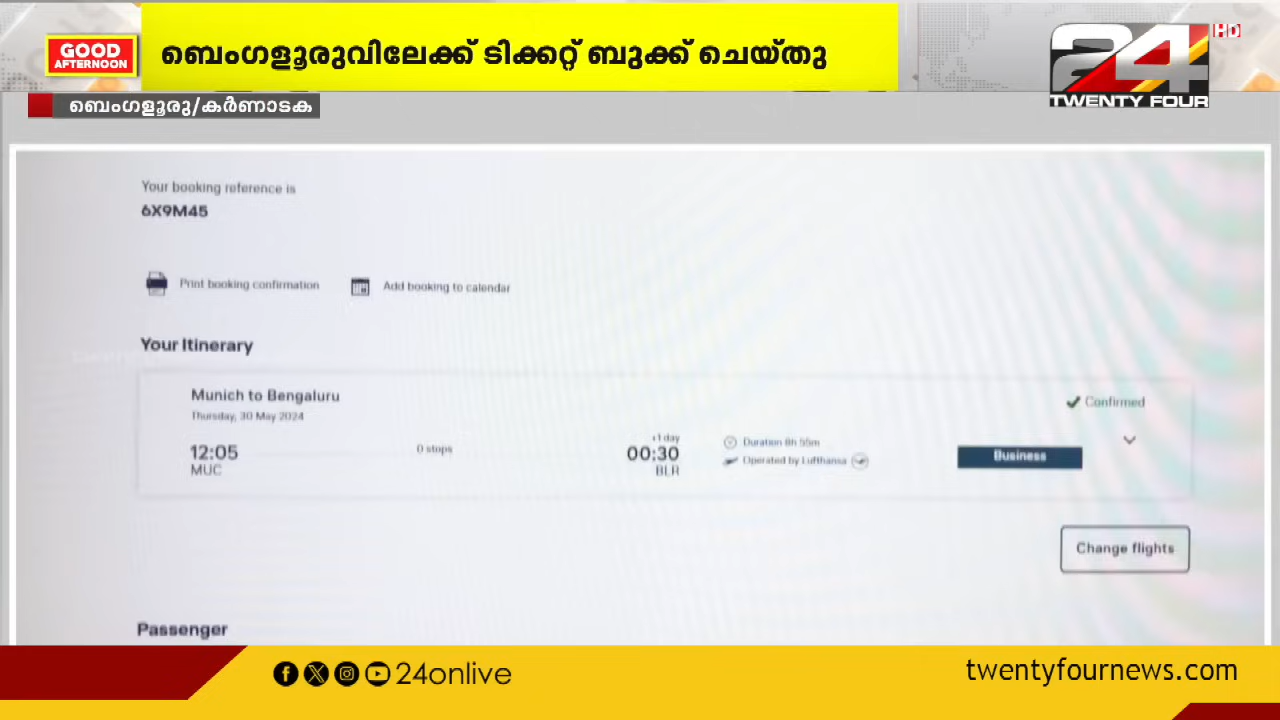 GOOD
AFTERNOON
ബെംഗളൂരുവിലേക്ക് ടിക്കറ്റ് ബുക്ക് ചെയ്തു
24
HD
TWENTY FOUR
ബെംഗളൂരു/കർണാടക
Your booking reference is
6X9M45
Print booking confirmation
Add booking to calendar
Your Itinerary
Munich to Bengaluru
Thursday, 30 May 2024
Confirmed
12:05
MUC
0 stops
+1 day
00:30
BLR
Duration 8h 55m
Operated by Lufthansa
Business
Change flights
Passenger
24onlive
twentyfournews.com